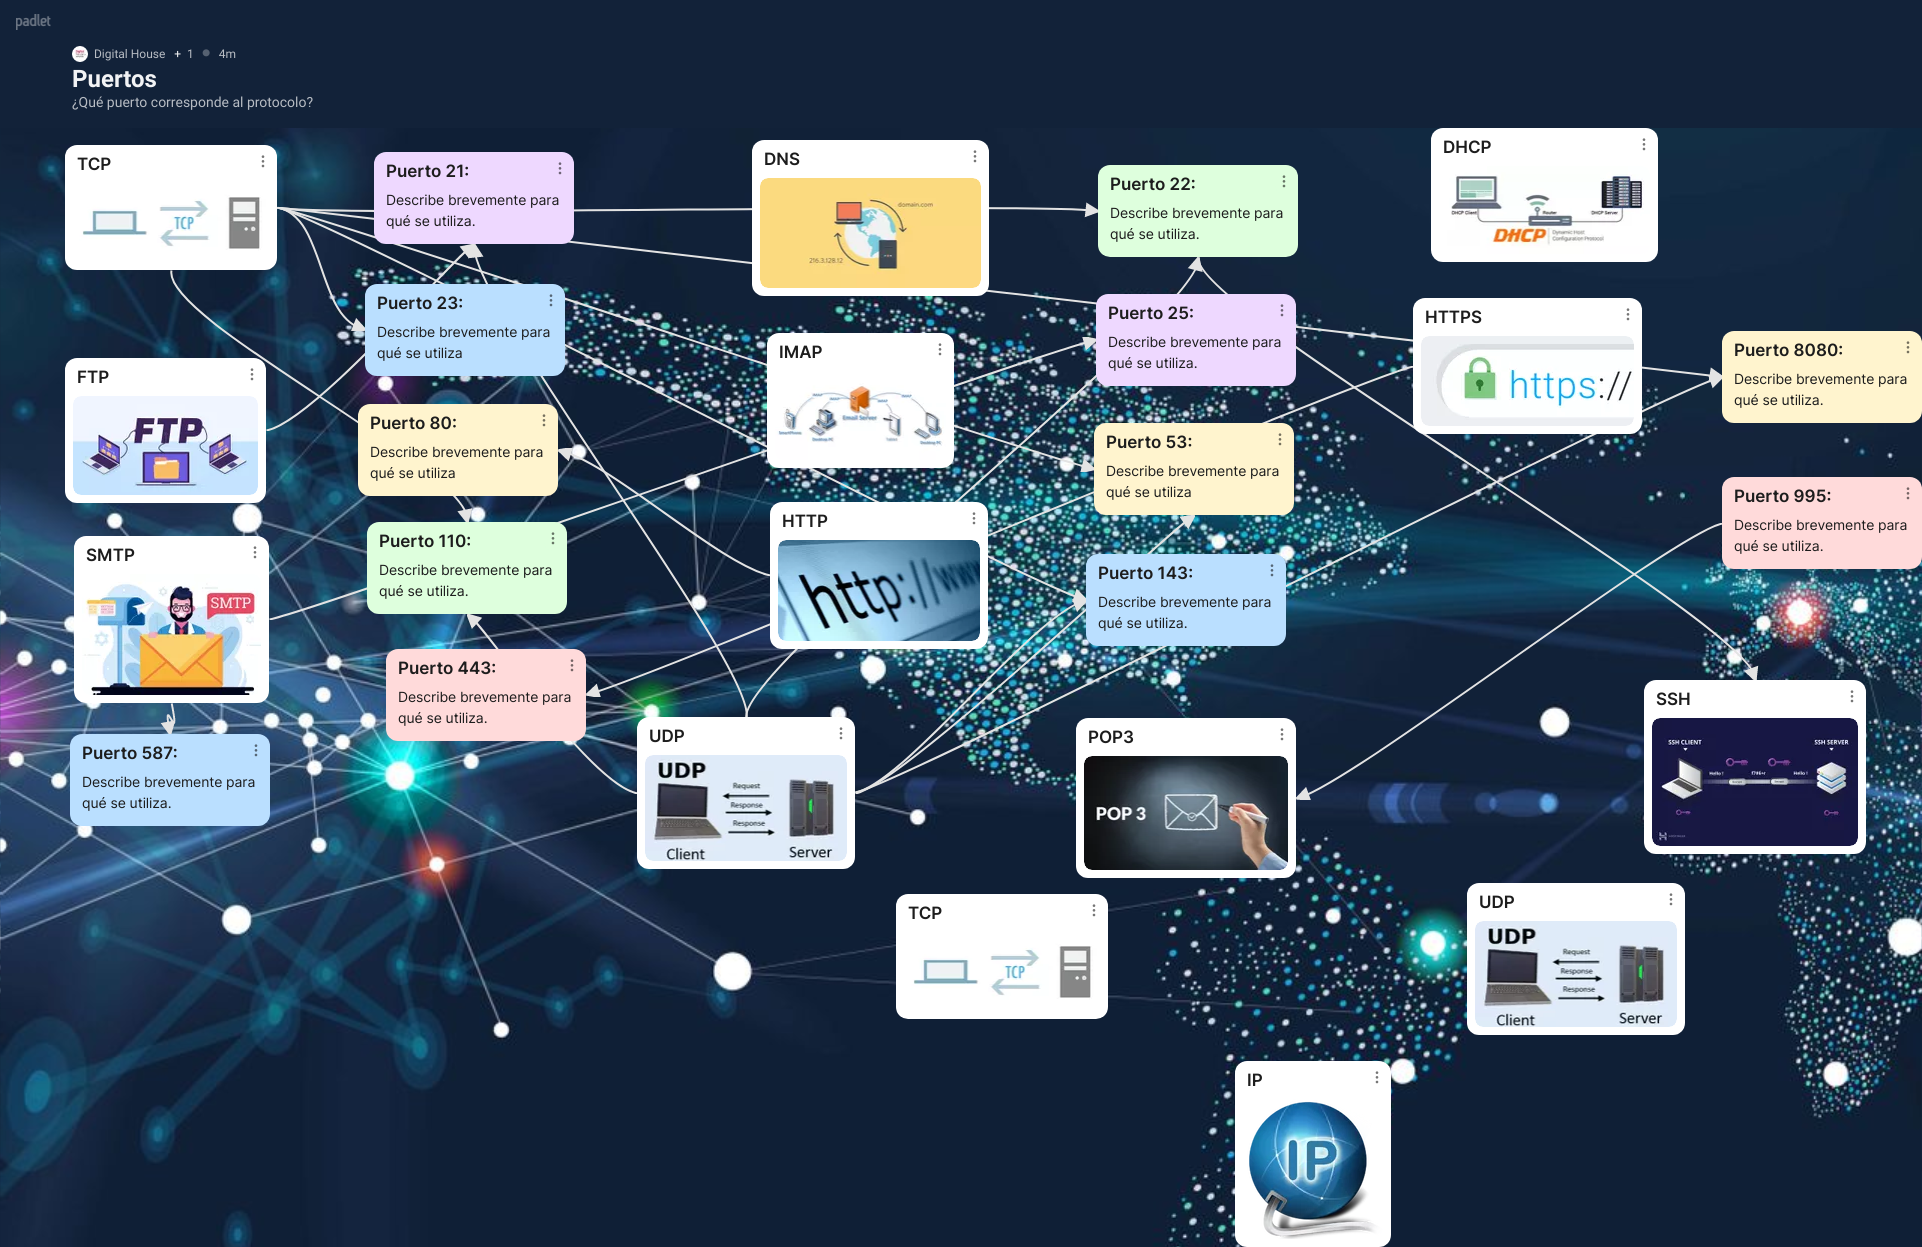 padlet
Digital House + 1 4m
Puertos
¿Qué puerto corresponde al protocolo?
TCP
TCP
Puerto 21:
Describe brevemente para
qué se utiliza.
DNS
domain.com
216.3.128.12
Puerto 22:
Describe brevemente para
qué se utiliza.
DHCP
DHCP Client
Router
DHCP Server
DHCP
Dynamic Host
Configuration Protocol
Puerto 23:
Describe brevemente para
qué se utiliza
Puerto 25:
Describe brevemente para
qué se utiliza.
HTTPS
https://
Puerto 8080:
Describe brevemente para
qué se utiliza.
IMAP
Email Server
FTP
FTP
Puerto 80:
Describe brevemente para
qué se utiliza
Puerto 53:
Describe brevemente para
qué se utiliza
Puerto 995:
Describe brevemente para
qué se utiliza.
HTTP
http://www
SMTP
SMTP
Puerto 110:
Describe brevemente para
qué se utiliza.
Puerto 143:
Describe brevemente para
qué se utiliza.
Puerto 443:
Describe brevemente para
qué se utiliza.
SSH
SSH CLIENT
SSH SERVER
Hello !
Hello !
Puerto 587:
Describe brevemente para
qué se utiliza.
UDP
UDP
Request
Response
Response
Client
Server
POP3
POP 3
TCP
TCP
UDP
UDP
Request
Response
Response
Client
Server
IP
IP